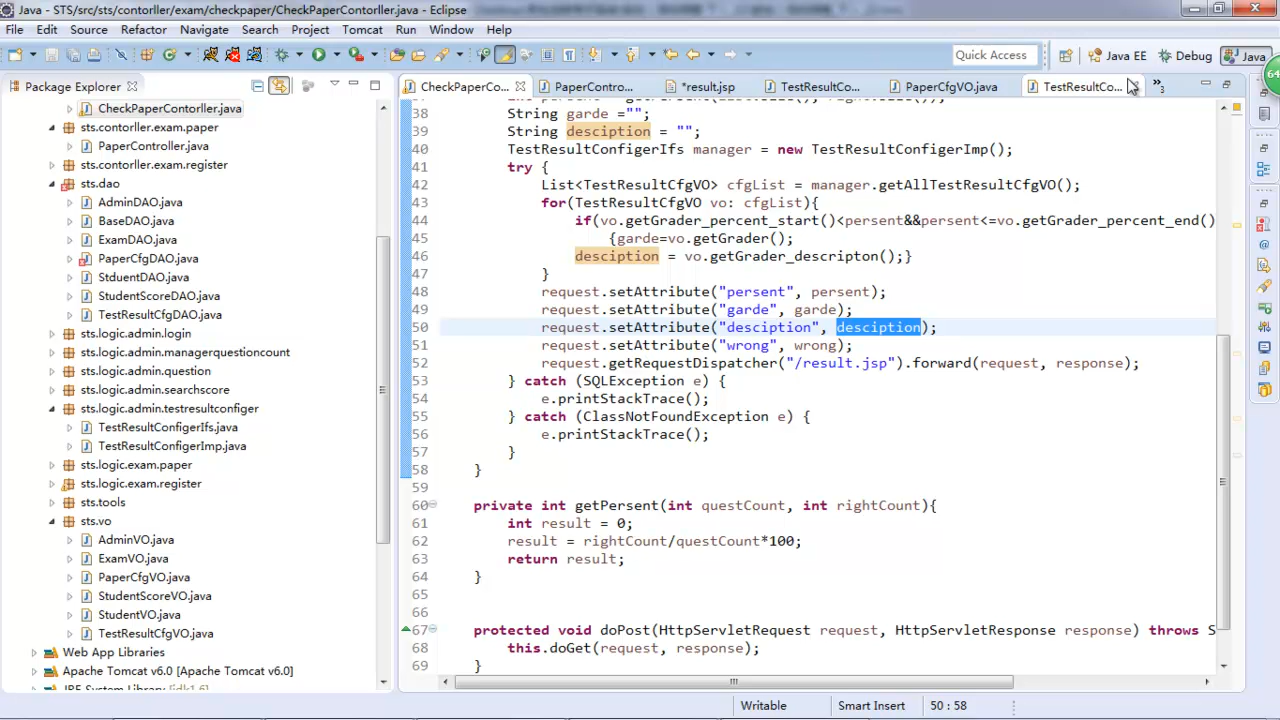 Java - STS/src/sts/contorller/exam/checkpaper/CheckPaperContorller.java - Eclipse
File Edit Source Refactor Navigate Search Project Tomcat Run Window Help
Quick Access Java EE Debug Java
64
Package Explorer
CheckPaperCo... PaperContro... *result.jsp TestResultCo... PaperCfgVO.java TestResultCo... »3
CheckPaperContorller.java
sts.contorller.exam.paper
PaperContorller.java
sts.contorller.exam.register
sts.dao
AdminDAO.java
BaseDAO.java
ExamDAO.java
PaperCfgDAO.java
StduentDAO.java
StudentScoreDAO.java
TestResultCfgDAO.java
sts.logic.admin.login
sts.logic.admin.managerquestioncount
sts.logic.admin.question
sts.logic.admin.searchscore
sts.logic.admin.testresultconfiger
TestResultConfigerIfs.java
TestResultConfigerImp.java
sts.logic.exam.paper
sts.logic.exam.register
sts.tools
sts.vo
AdminVO.java
ExamVO.java
PaperCfgVO.java
StudentScoreVO.java
StudentVO.java
TestResultCfgVO.java
Web App Libraries
Apache Tomcat v6.0 [Apache Tomcat v6.0]
JRE System Library [jdk1.6]
38 String garde ="";
39 String desciption = "";
40 TestResultConfigerIfs manager = new TestResultConfigerImp();
41 try {
42 List<TestResultCfgVO> cfgList = manager.getAllTestResultCfgVO();
43 for(TestResultCfgVO vo: cfgList){
44 if(vo.getGrader_percent_start()<persent&&persent<=vo.getGrader_percent_end()
45 {garde=vo.getGrader();
46 desciption = vo.getGrader_descripton();}
47 }
48 request.setAttribute("persent", persent);
49 request.setAttribute("garde", garde);
50 request.setAttribute("desciption", desciption);
51 request.setAttribute("wrong", wrong);
52 request.getRequestDispatcher("/result.jsp").forward(request, response);
53 } catch (SQLException e) {
54 e.printStackTrace();
55 } catch (ClassNotFoundException e) {
56 e.printStackTrace();
57 }
58 }
59
60 private int getPersent(int questCount, int rightCount){
61 int result = 0;
62 result = rightCount/questCount*100;
63 return result;
64 }
65
66
67 protected void doPost(HttpServletRequest request, HttpServletResponse response) throws S
68 this.doGet(request, response);
69 }
Writable Smart Insert 50 : 58